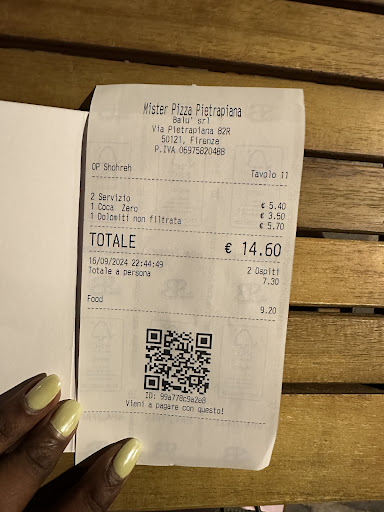 Mister Pizza Pietrapiana
Balu' srl
Via Pietrapiana 82R
50121, Firenze
P.IVA 06975820488
OP Shohreh Tavolo 11
2 Servizio € 5.40
1 Coca Zero € 3.50
1 Dolomiti non filtrata € 5.70
TOTALE € 14.60
16/09/2024 22:44:49 2 Ospiti
Totale a persona 7.30
Food 9.20
ID: 99a778c9a2e8
Vieni a pagare con questo!